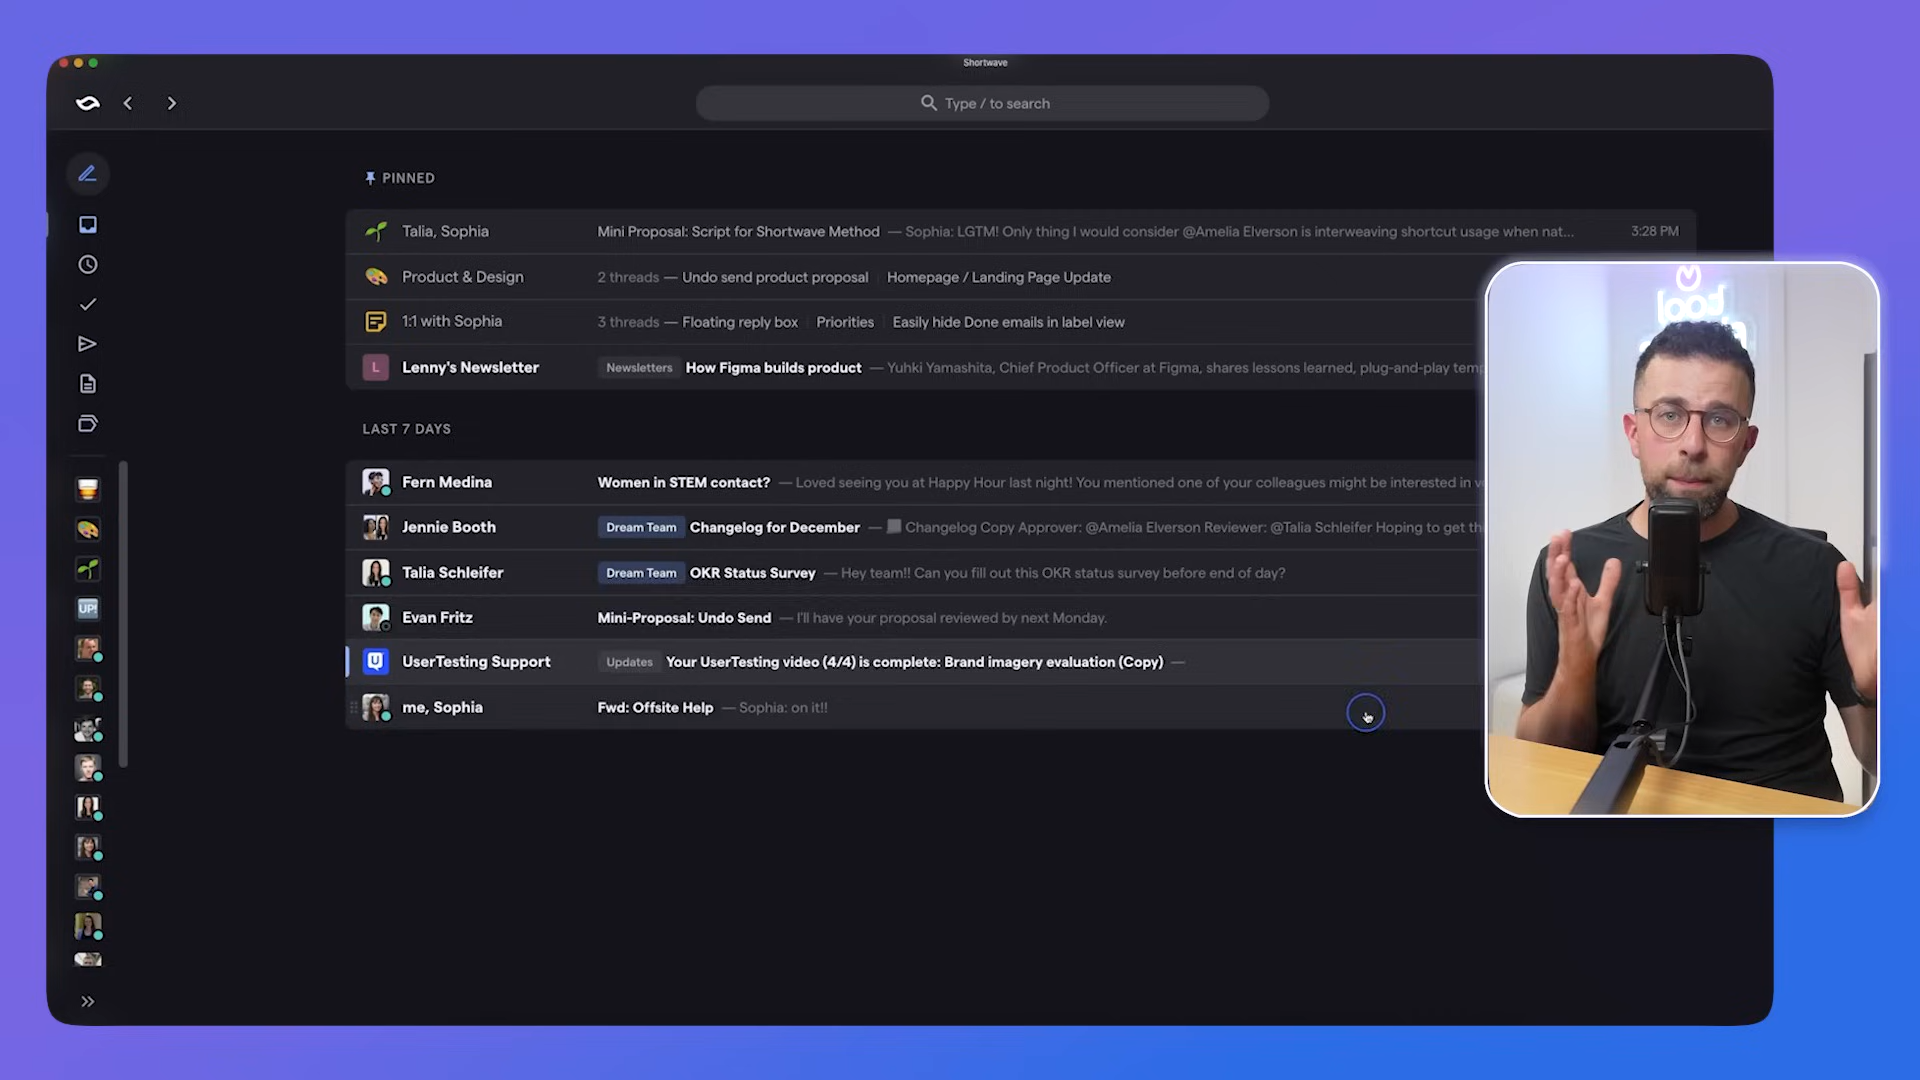 Shortwave
Type / to search
PINNED
Talia, Sophia Mini Proposal: Script for Shortwave Method — Sophia: LGTM! Only thing I would consider @Amelia Elverson is interweaving shortcut usage when nat... 3:28 PM
Product & Design 2 threads — Undo send product proposal Homepage / Landing Page Update
1:1 with Sophia 3 threads — Floating reply box Priorities Easily hide Done emails in label view
L Lenny's Newsletter Newsletters How Figma builds product — Yuhki Yamashita, Chief Product Officer at Figma, shares lessons learned, plug-and-play
LAST 7 DAYS
Fern Medina Women in STEM contact? — Loved seeing you at Happy Hour last night! You mentioned one of your colleagues might be interested in
Jennie Booth Dream Team Changelog for December — Changelog Copy Approver: @Amelia Elverson Reviewer: @Talia Schleifer Hoping to get
Talia Schleifer Dream Team OKR Status Survey — Hey team!! Can you fill out this OKR status survey before end of day?
Evan Fritz Mini-Proposal: Undo Send — I'll have your proposal reviewed by next Monday.
U UserTesting Support Updates Your UserTesting video (4/4) is complete: Brand imagery evaluation (Copy) —
me, Sophia Fwd: Offsite Help — Sophia: on it!!
UP!